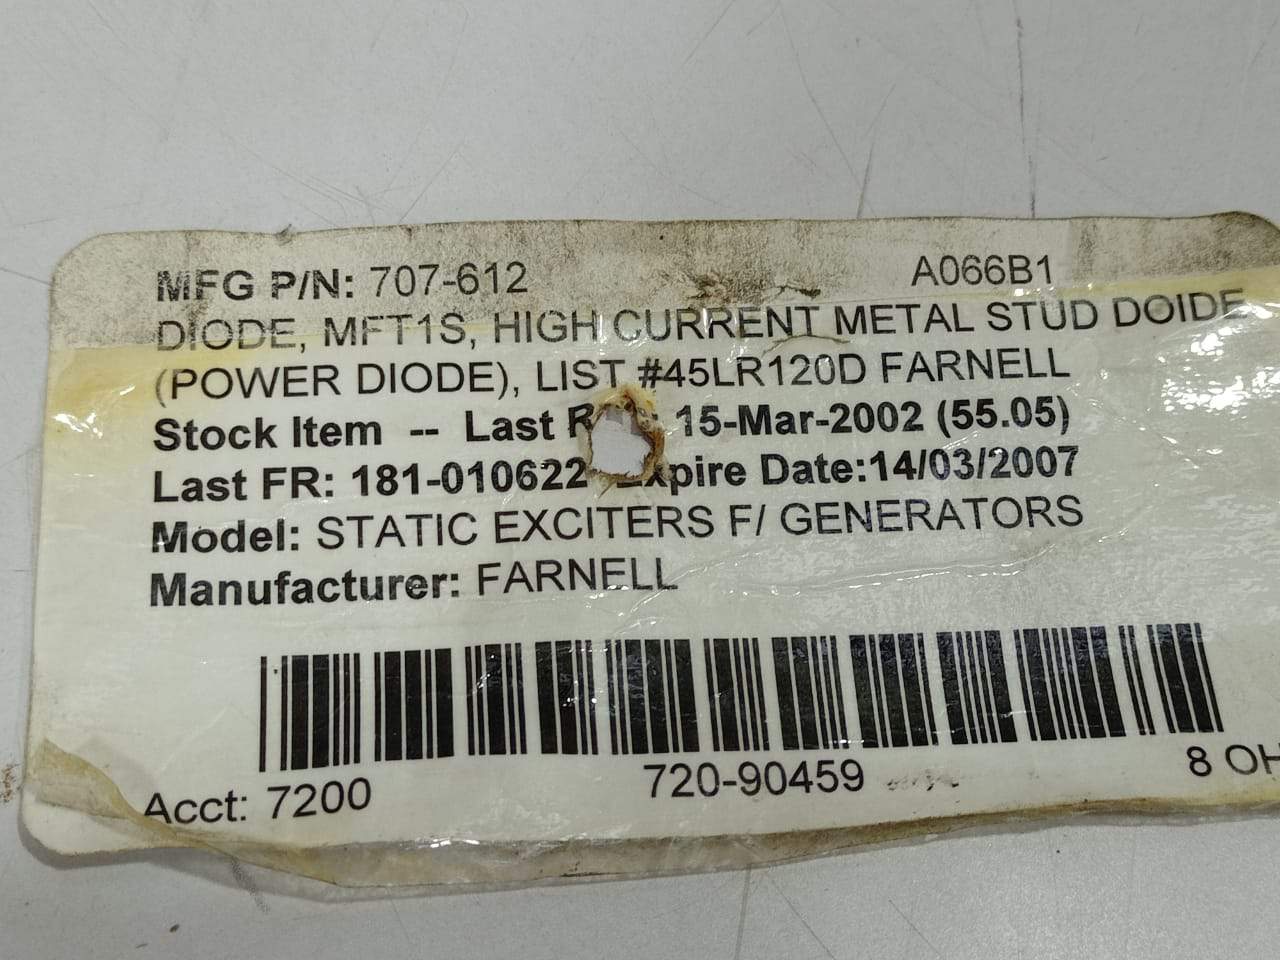 MFG P/N: 707-612 A066B1
DIODE, MFT1S, HIGH CURRENT METAL STUD DOIDE
(POWER DIODE), LIST #45LR120D FARNELL
Stock Item -- Last 15-Mar-2002 (55.05)
Last FR: 181-010622 Expire Date:14/03/2007
Model: STATIC EXCITERS F/ GENERATORS
Manufacturer: FARNELL
Acct: 7200 720-90459 8 OH